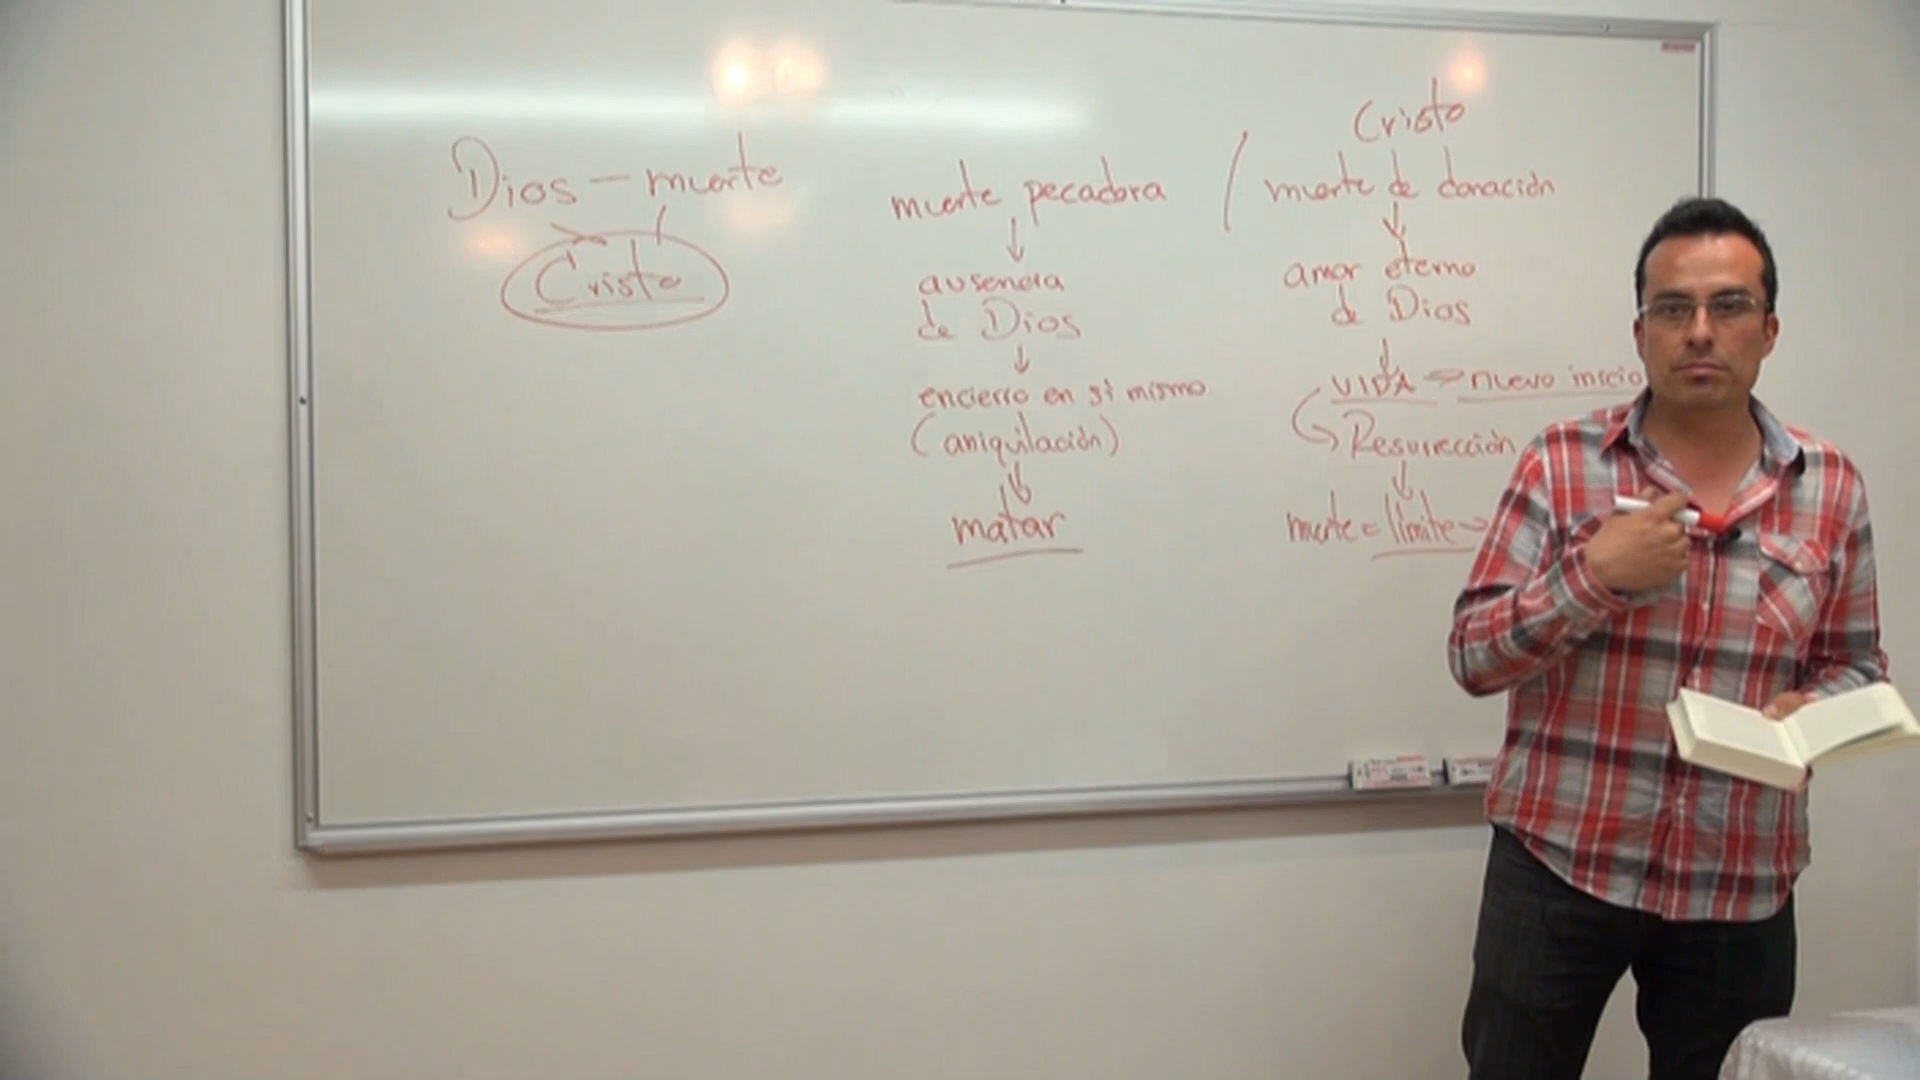 Dios - muerte
Cristo
muerte pecadora
↓
ausencia
de Dios
↓
encierro en sí mismo
(aniquilación)
↓
matar
/
Cristo
muerte de donación
↓
amor eterno
de Dios
↓
VIDA → nuevo inicio
→ Resurrección
↓
muerte = límite →